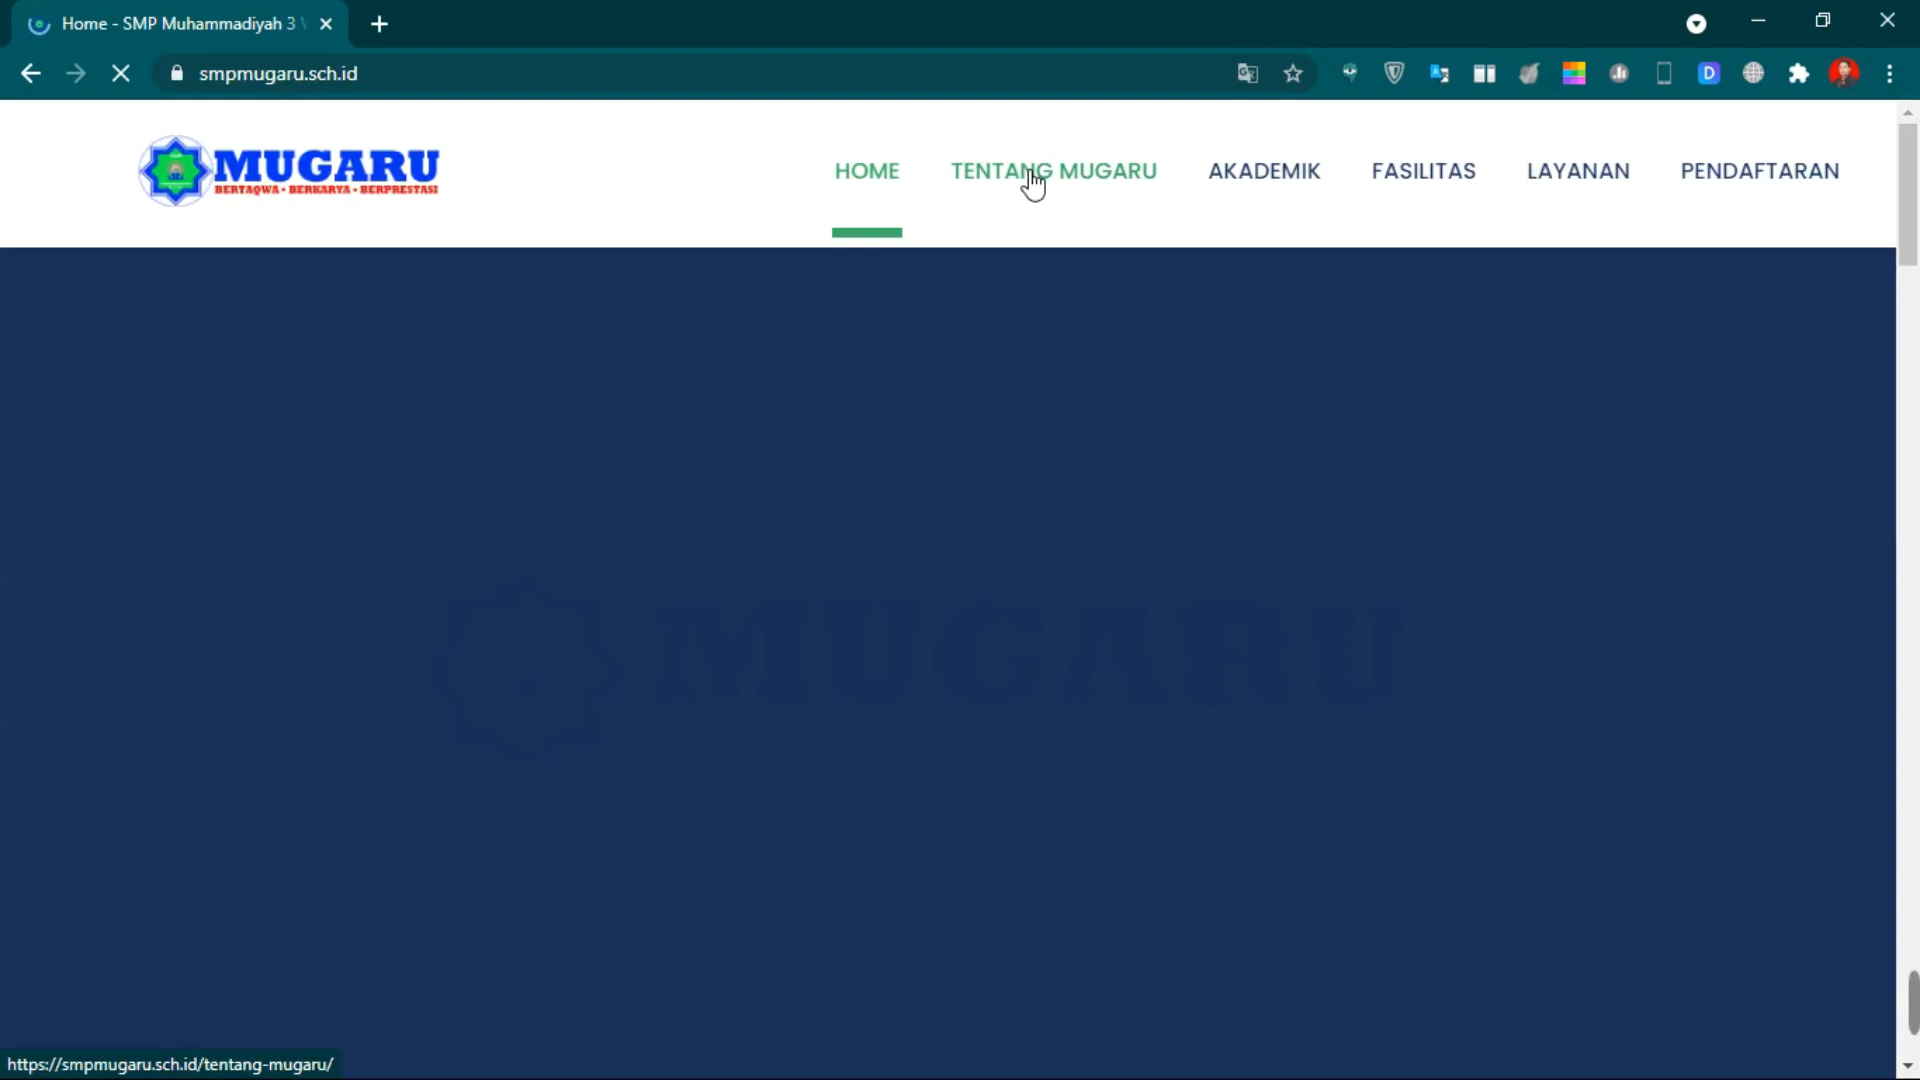 Home - SMP Muhammadiyah 3
smpmugaru.sch.id
MUGARU
BERTAQWA • BERKARYA • BERPRESTASI
HOME TENTANG MUGARU AKADEMIK FASILITAS LAYANAN PENDAFTARAN
MUGARU
https://smpmugaru.sch.id/tentang-mugaru/